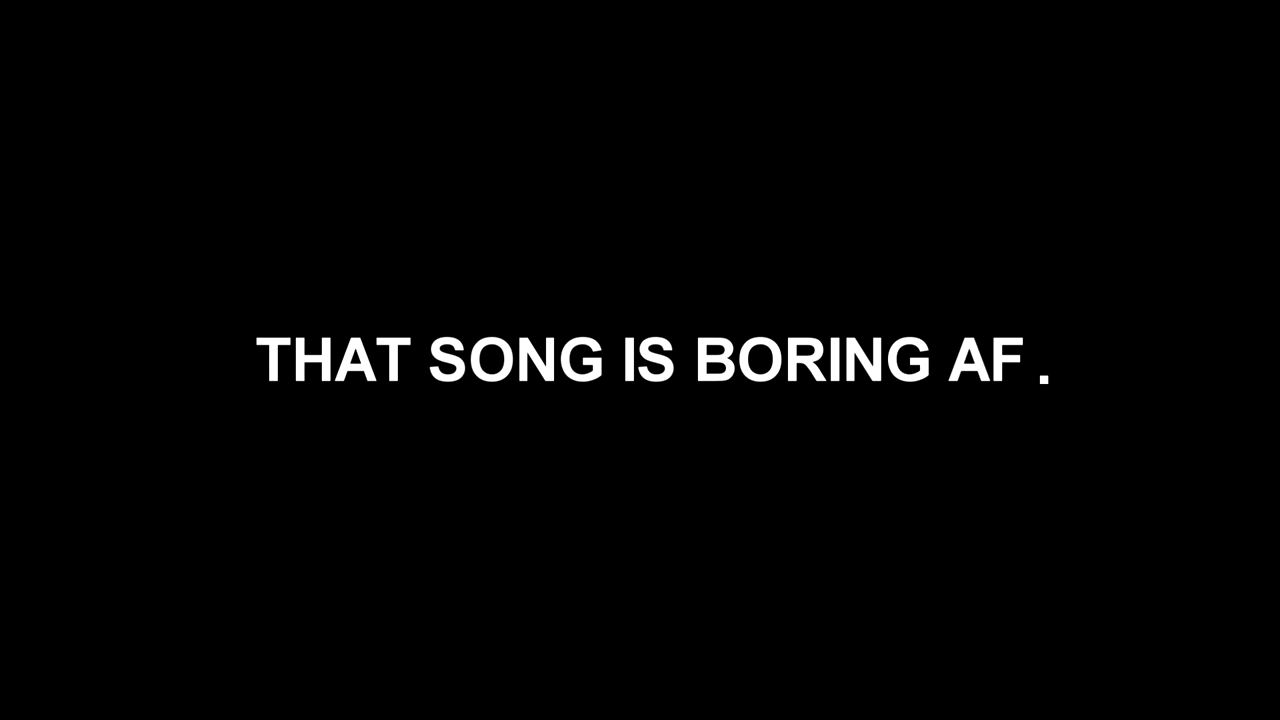 THAT SONG IS BORING AF .